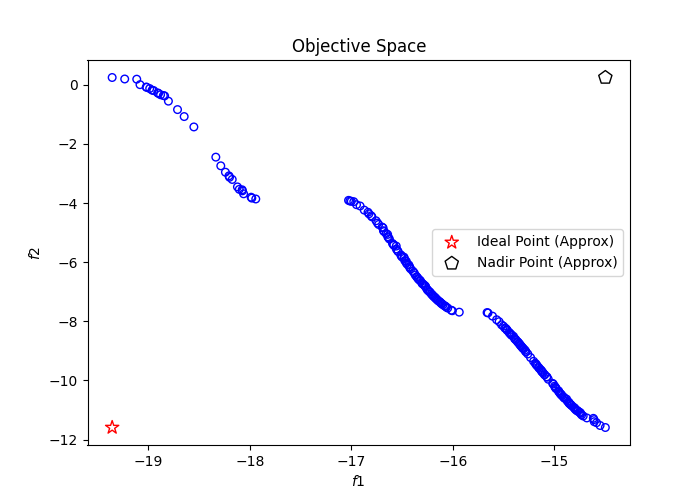 Objective Space
f2
0
−2
−4
−6
−8
−10
−12
−19
−18
−17
−16
−15
f1
Ideal Point (Approx)
Nadir Point (Approx)